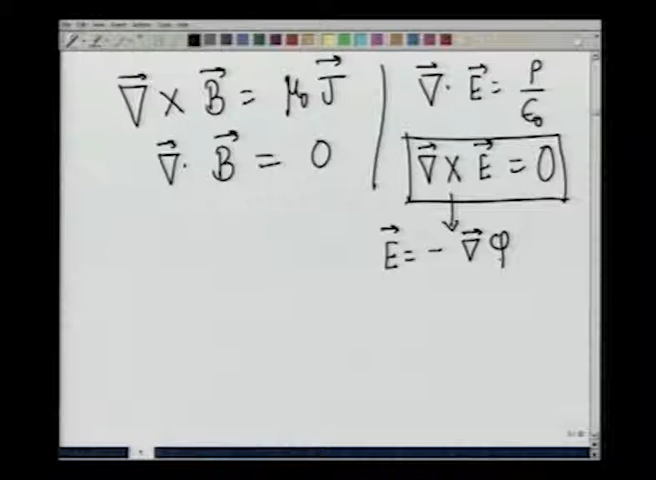 ∇⃗ × B⃗ = μ₀ J⃗
∇⃗ · B⃗ = 0
∇⃗ · E⃗ = ρ/ε₀
∇⃗ × E⃗ = 0
E⃗ = - ∇⃗ φ